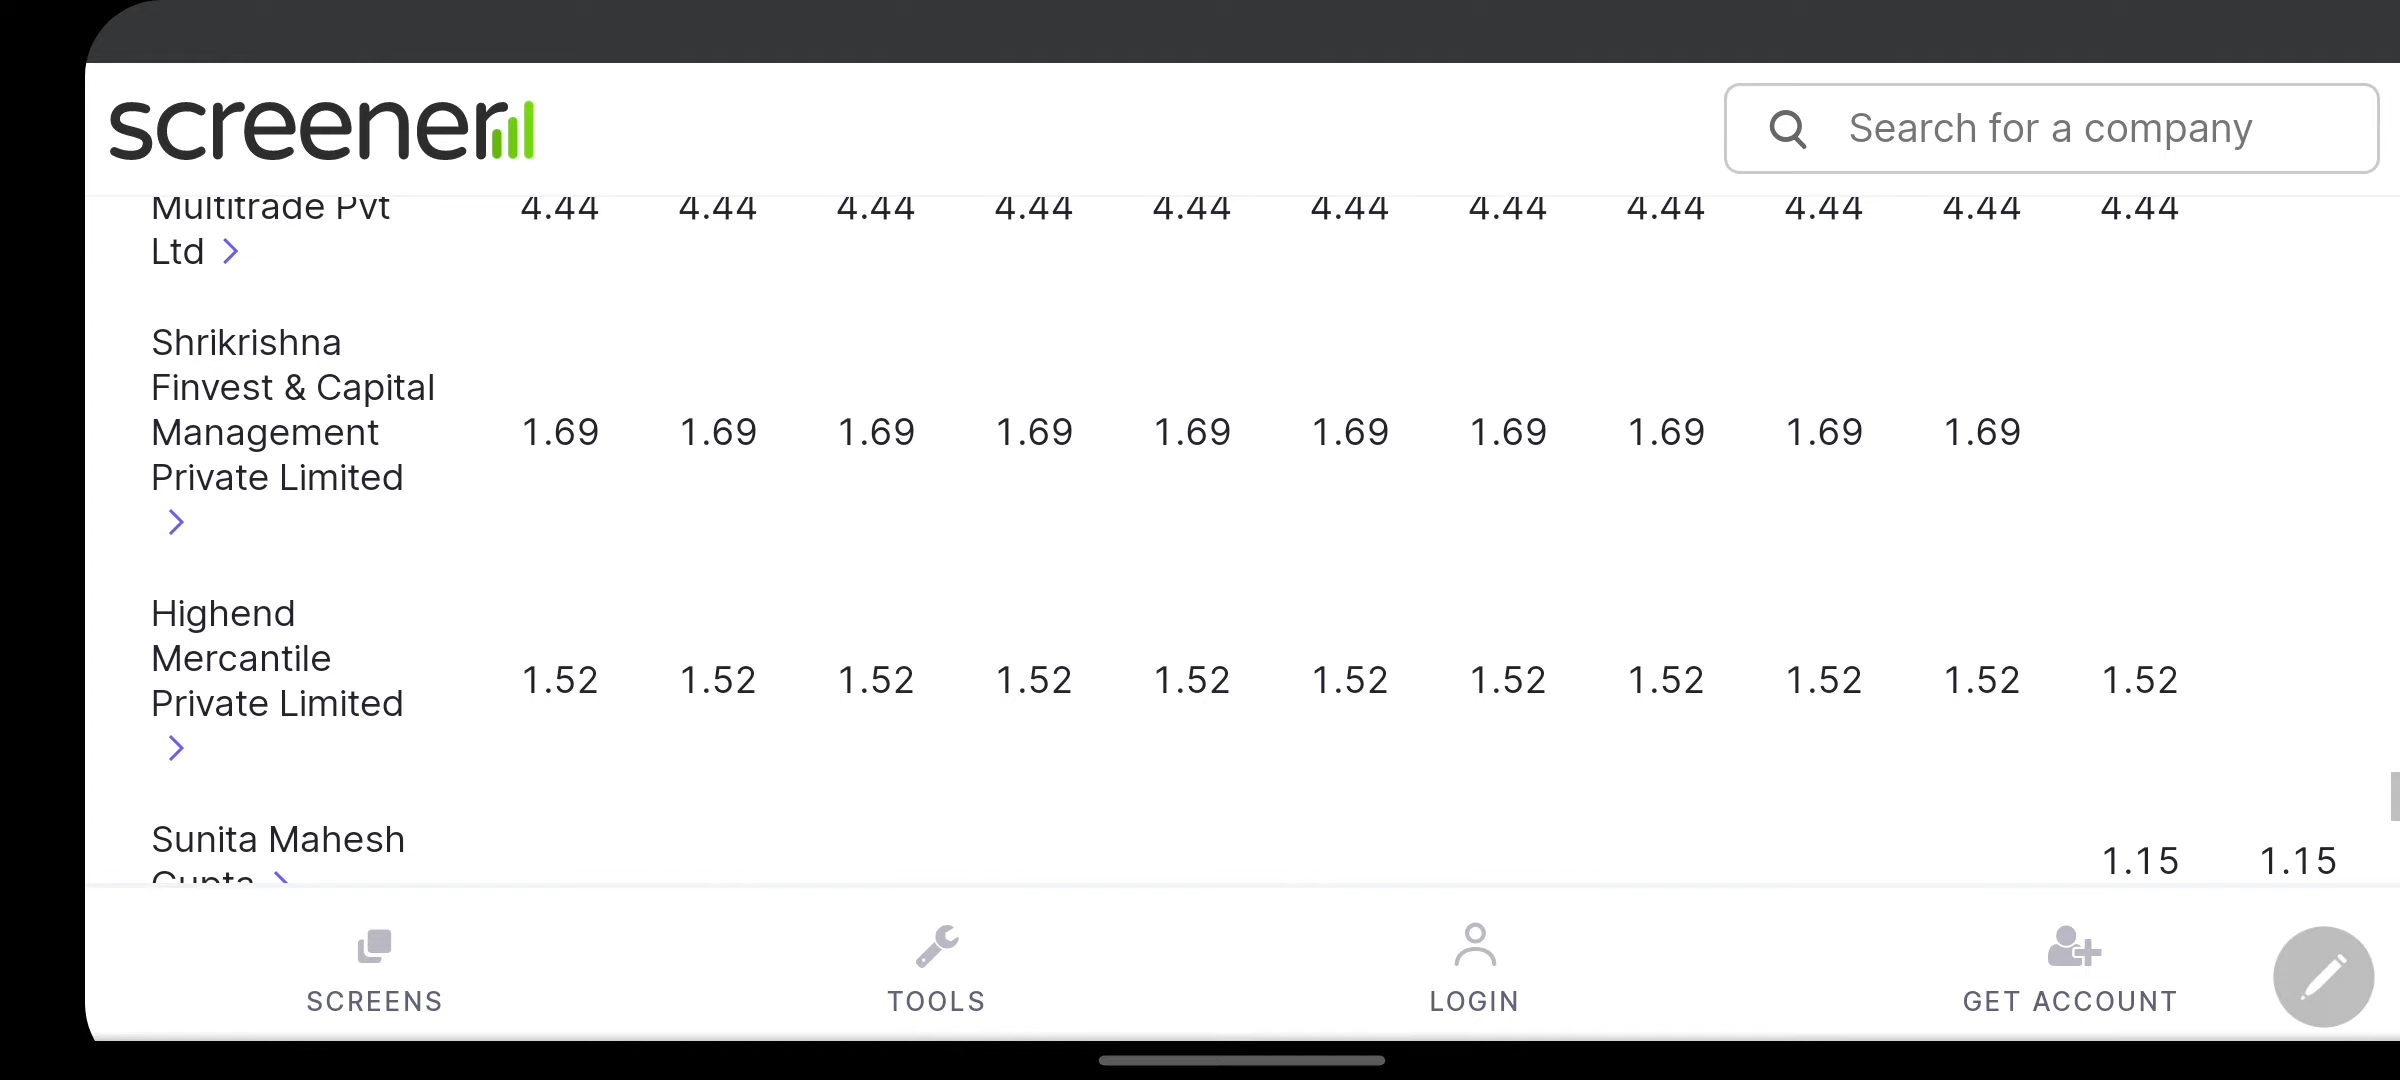 screener
Search for a company
Multitrade Pvt
Ltd
4.44 4.44 4.44 4.44 4.44 4.44 4.44 4.44 4.44 4.44 4.44
Shrikrishna
Finvest & Capital
Management
Private Limited
1.69 1.69 1.69 1.69 1.69 1.69 1.69 1.69 1.69 1.69
Highend
Mercantile
Private Limited
1.52 1.52 1.52 1.52 1.52 1.52 1.52 1.52 1.52 1.52 1.52
Sunita Mahesh
Gupta
1.15 1.15
SCREENS
TOOLS
LOGIN
GET ACCOUNT